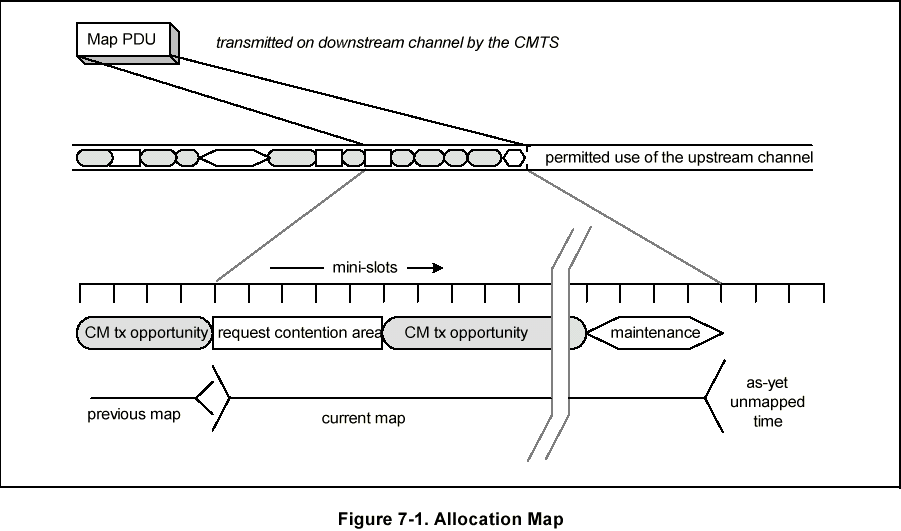 Map PDU
transmitted on downstream channel by the CMTS
permitted use of the upstream channel
mini-slots
CM tx opportunity
request contention area
CM tx opportunity
maintenance
previous map
current map
as-yet
unmapped
time
Figure 7-1. Allocation Map